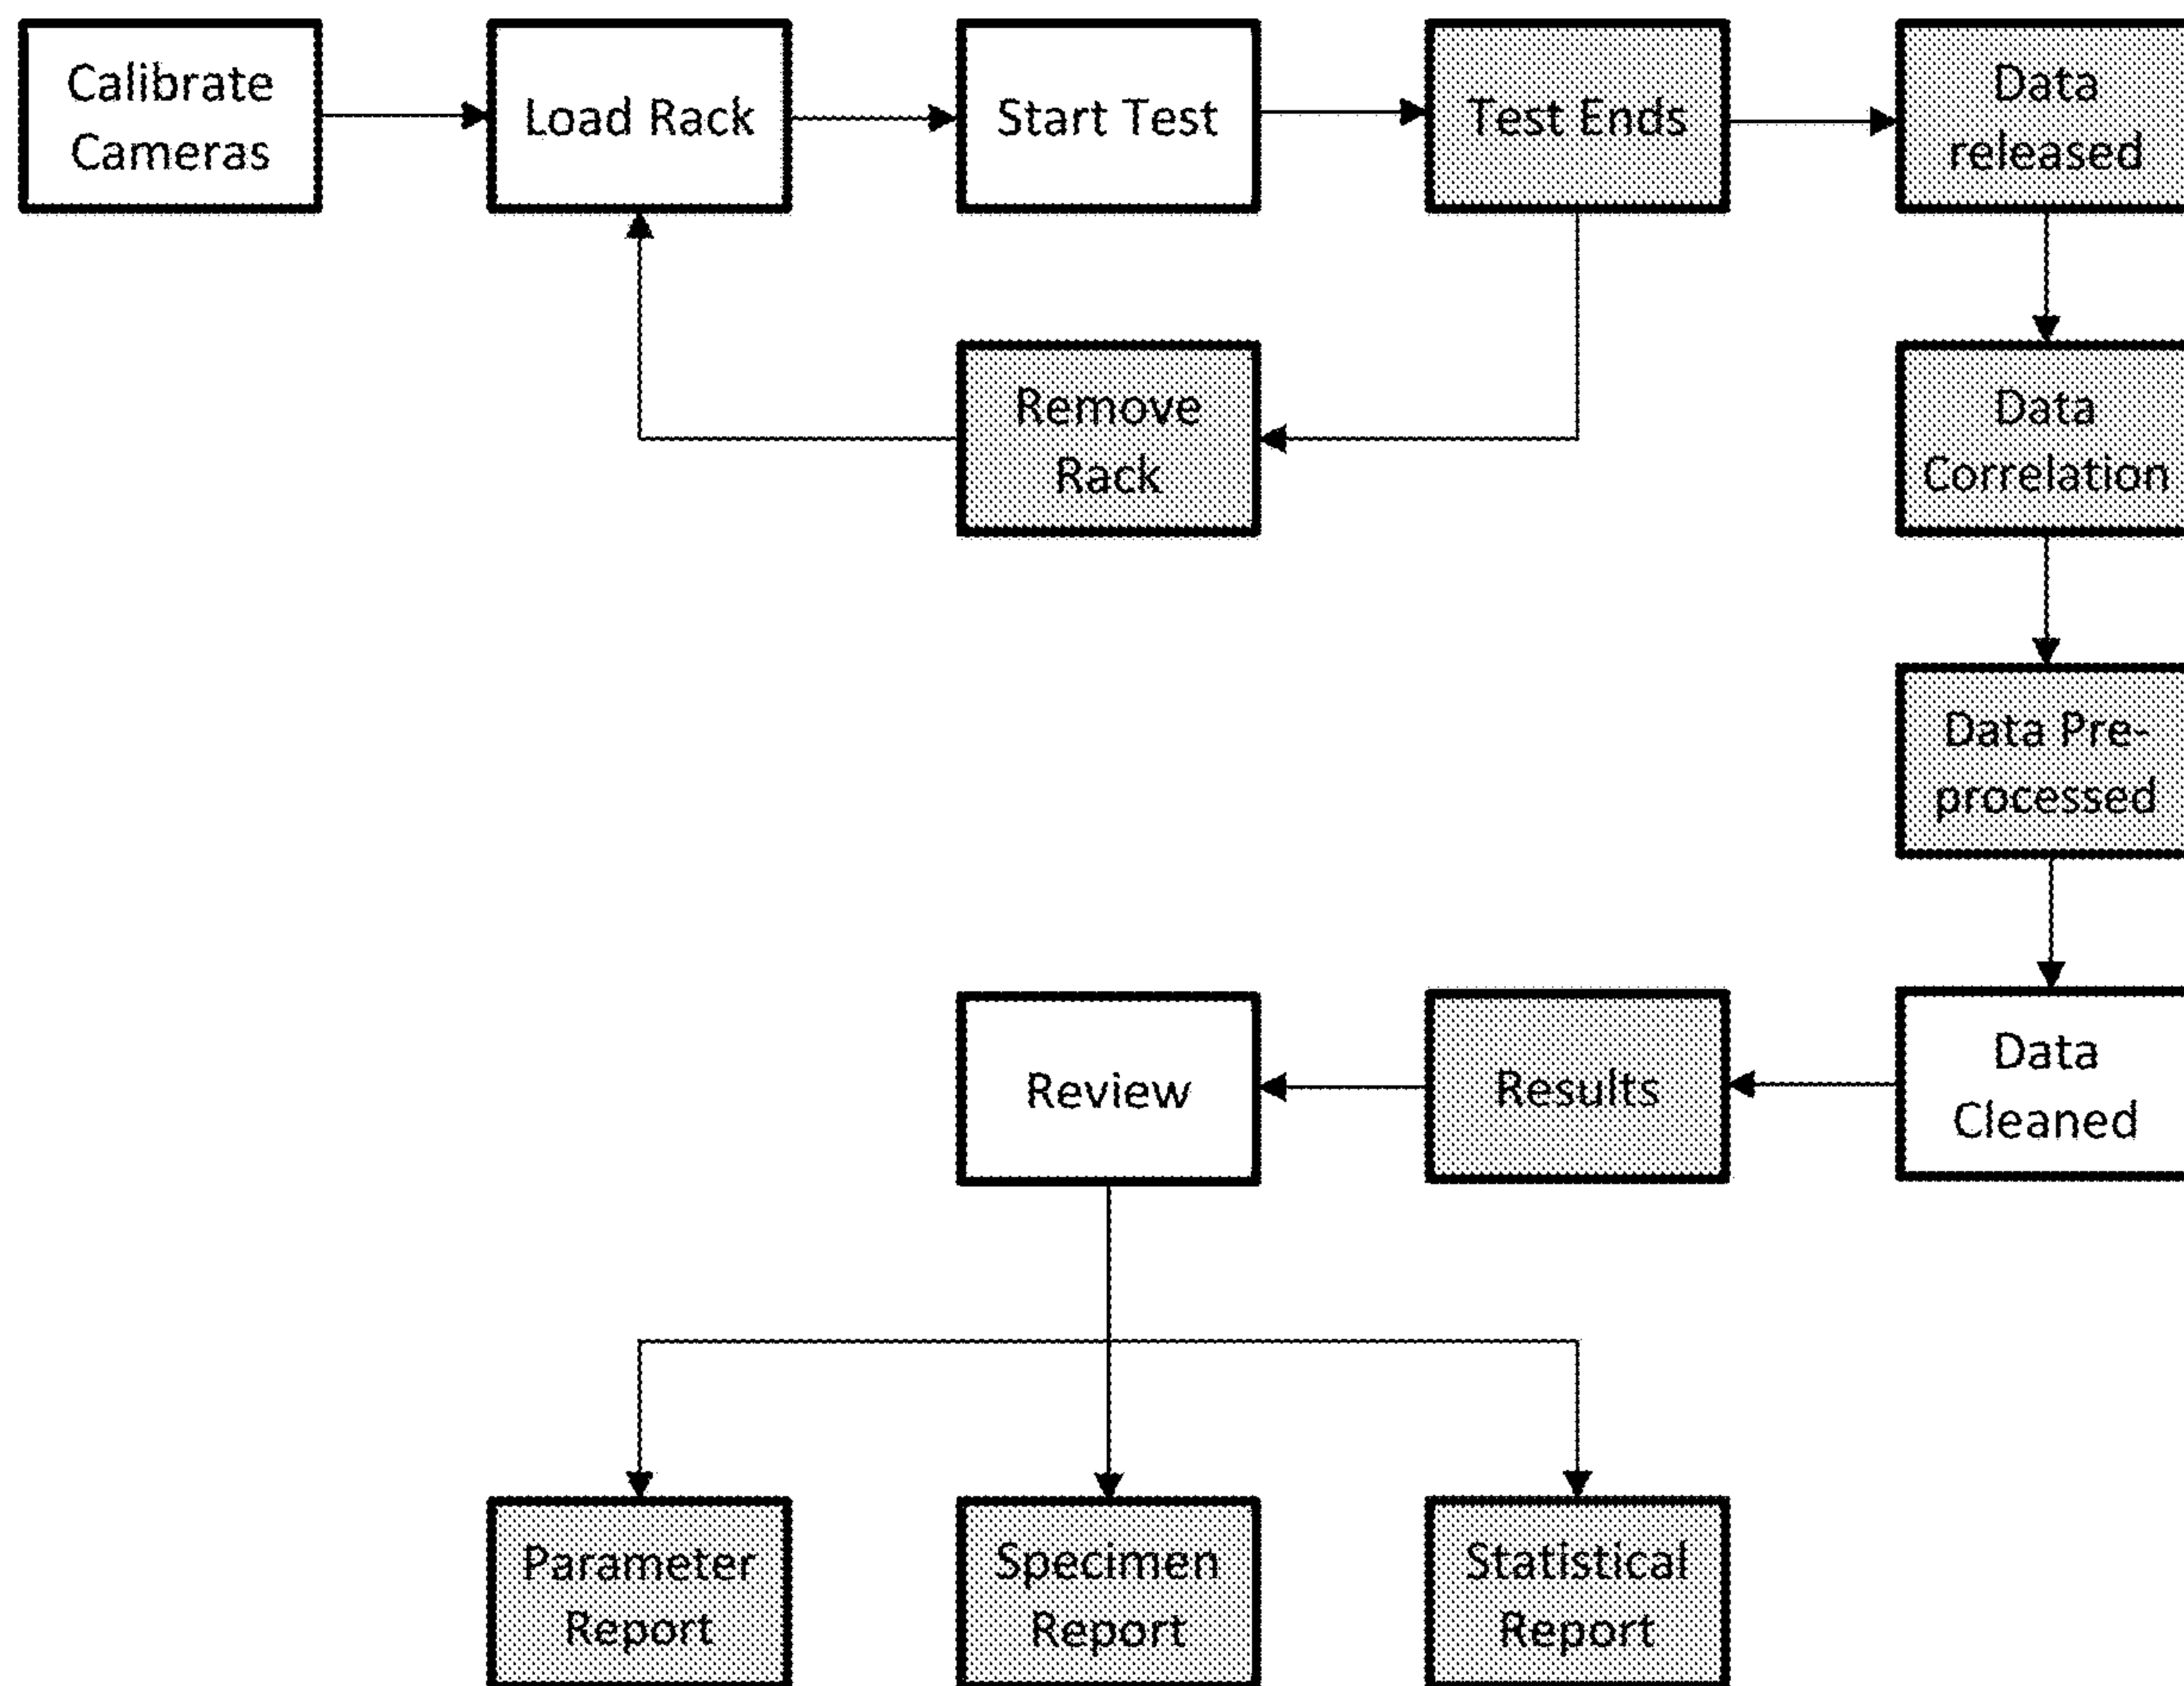 Calibrate
Cameras
Load Rack
Start Test
Test Ends
Data
released
Remove
Rack
Data
Correlation
Data Pre-
processed
Review
Results
Data
Cleaned
Parameter
Report
Specimen
Report
Statistical
Report